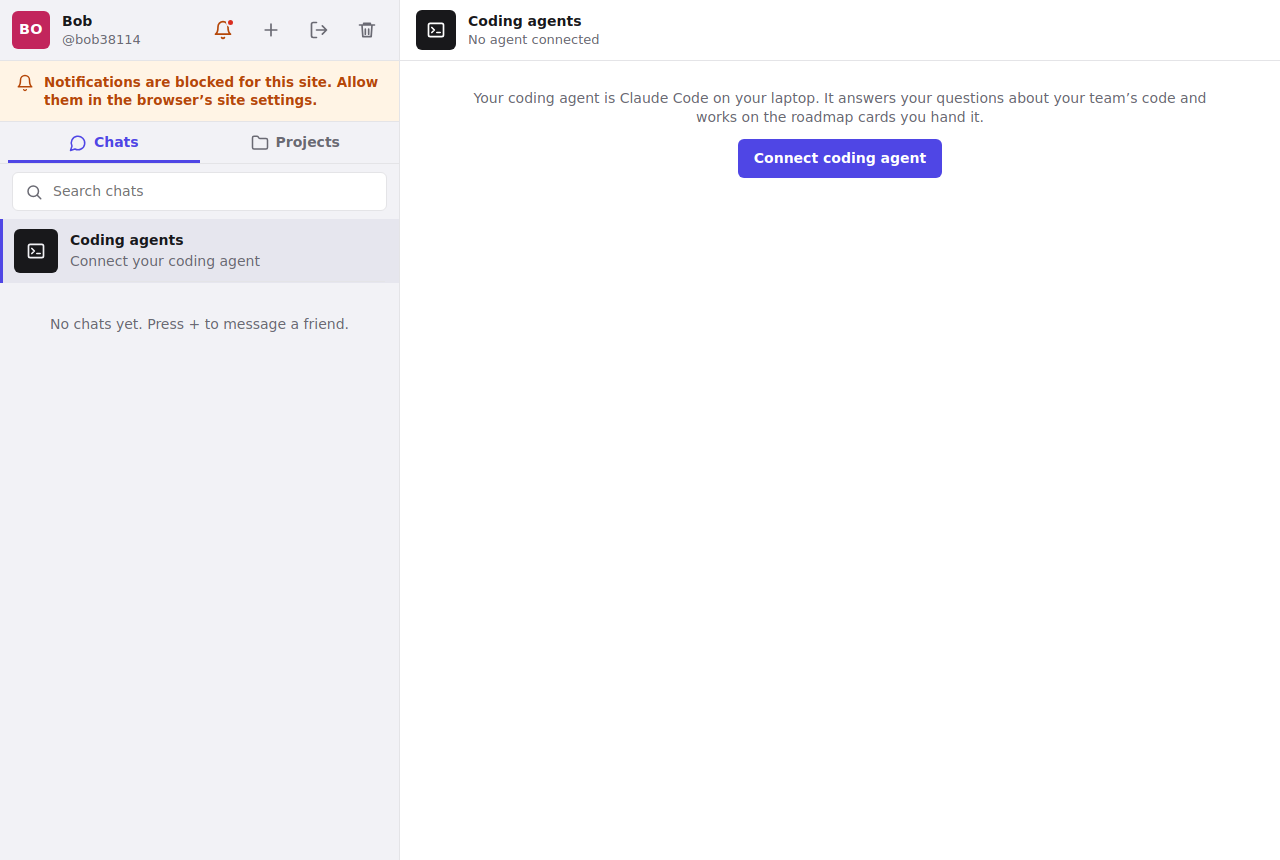 BO
Bob
@bob38114
Notifications are blocked for this site. Allow
them in the browser’s site settings.
Chats
Projects
Search chats
Coding agents
Connect your coding agent
No chats yet. Press + to message a friend.
Coding agents
No agent connected
Your coding agent is Claude Code on your laptop. It answers your questions about your team’s code and
works on the roadmap cards you hand it.
Connect coding agent